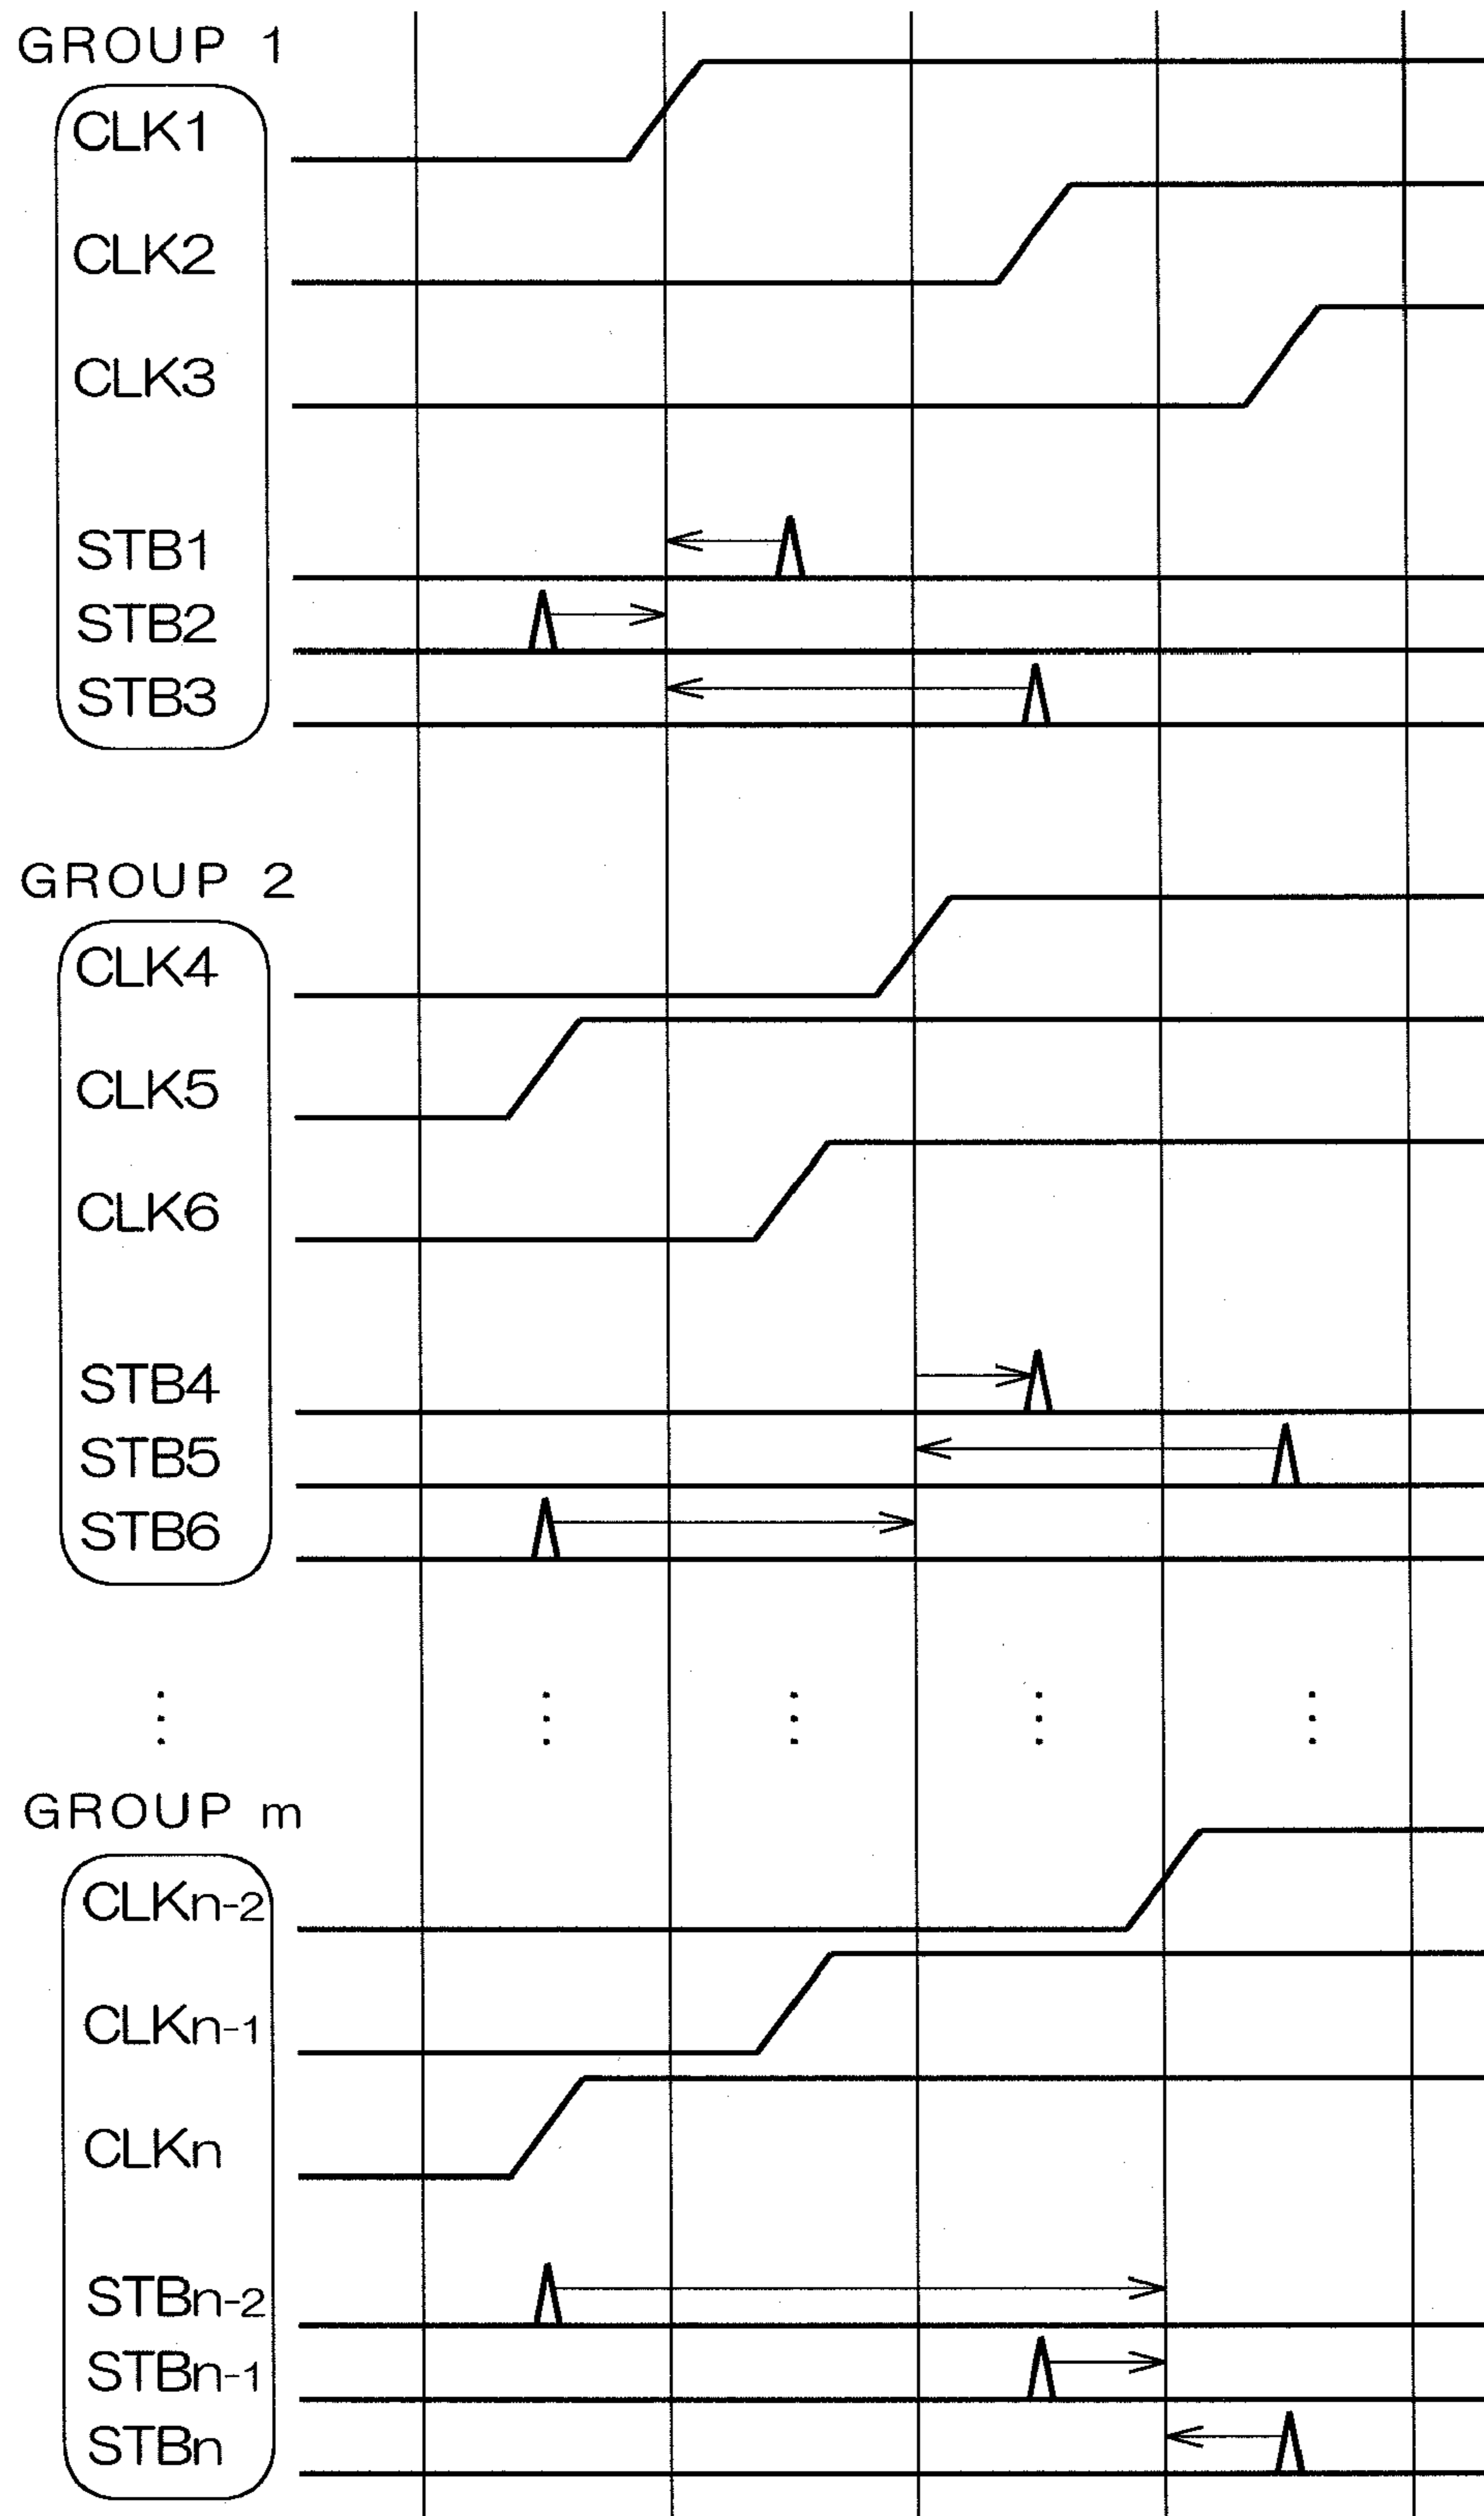 GROUP 1
CLK1
CLK2
CLK3
STB1
STB2
STB3
GROUP 2
CLK4
CLK5
CLK6
STB4
STB5
STB6
GROUP m
CLKn-2
CLKn-1
CLKn
STBn-2
STBn-1
STBn